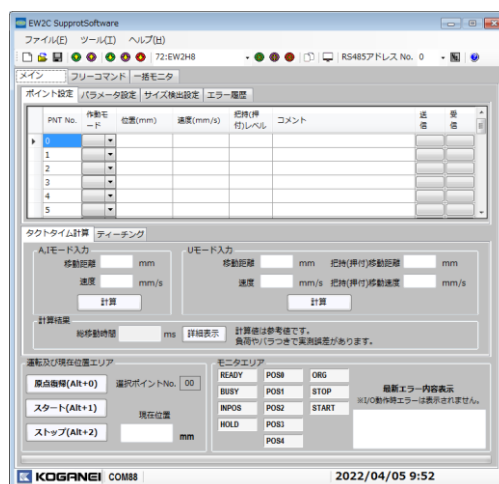 EW2C SupprotSoftware
ファイル(F) ツール(T) ヘルプ(H)
72:EW2H8 RS485アドレス No. 0
メイン フリーコマンド 一括モニタ
ポイント設定 パラメータ設定 サイズ検出設定 エラー履歴
PNT No. 作動モード 位置(mm) 速度(mm/s) 把持(押付)レベル コメント 送信 受信
0
1
2
3
4
5
タクトタイム計算 ティーチング
A,Iモード入力 Uモード入力
移動距離 mm 移動距離 mm 把持(押付)移動距離 mm
速度 mm/s 速度 mm/s 把持(押付)移動速度 mm/s
計算 計算
計算結果
総移動時間 ms 詳細表示 計算値は参考値です。
負荷やバラつきで実測誤差があります。
運転及び現在位置エリア モニタエリア
原点復帰(Alt+0) 選択ポイントNo. 00 READY POS0 ORG
スタート(Alt+1) 現在位置 BUSY POS1 STOP 最新エラー内容表示
INPOS POS2 START ※I/O動作時エラーは表示されません。
ストップ(Alt+2) mm HOLD POS3
POS4
KOGANEI COM88 2022/04/05 9:52